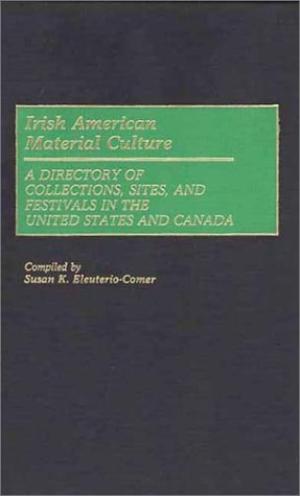 Irish American
Material Culture
A DIRECTORY OF
COLLECTIONS, SITES, AND
FESTIVALS IN THE
UNITED STATES AND CANADA
Compiled by
Susan K. Eleuterio-Comer